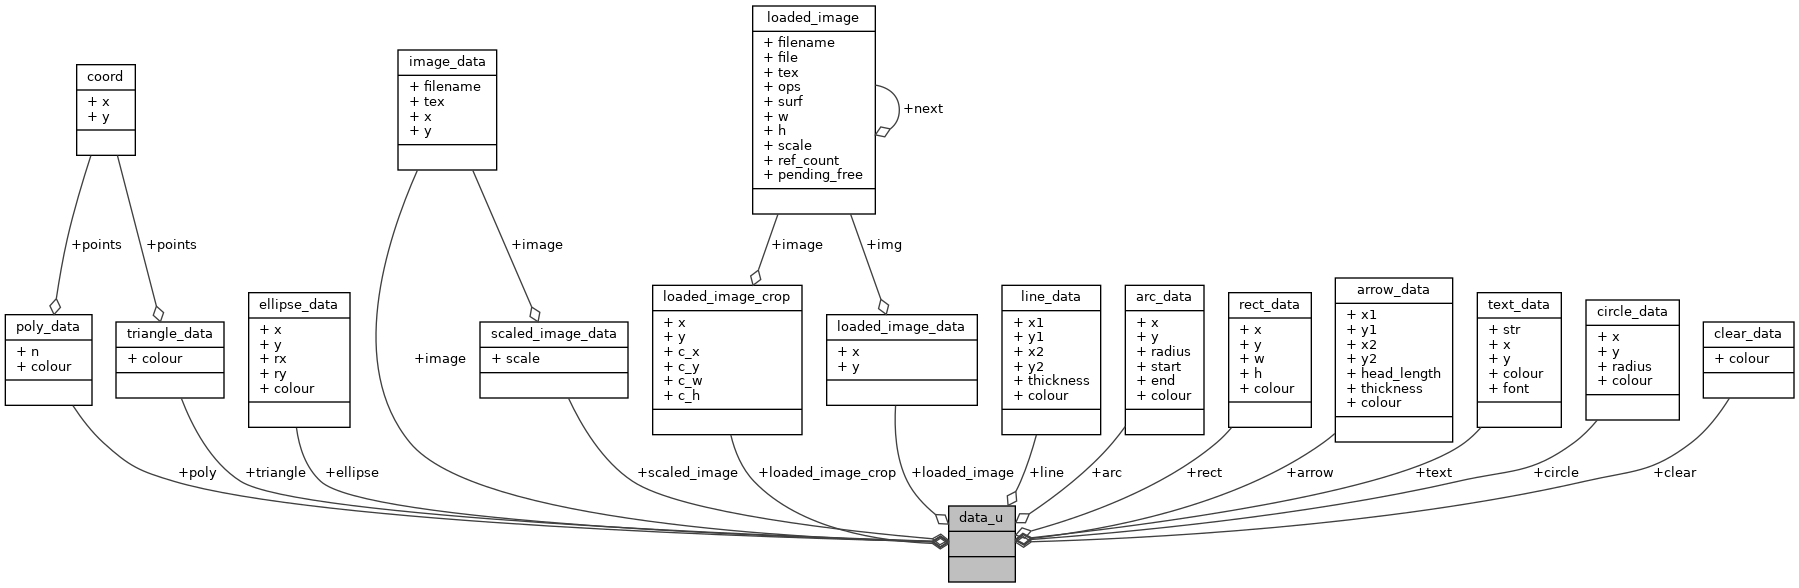 loaded_image
+ filename
+ file
+ tex
+ ops
+ surf
+ w
+ h
+ scale
+ ref_count
+ pending_free
+next
image_data
+ filename
+ tex
+ x
+ y
coord
+ x
+ y
+points
+points
+image
+image
+img
poly_data
+ n
+ colour
triangle_data
+ colour
ellipse_data
+ x
+ y
+ rx
+ ry
+ colour
+image
scaled_image_data
+ scale
loaded_image_crop
+ x
+ y
+ c_x
+ c_y
+ c_w
+ c_h
loaded_image_data
+ x
+ y
line_data
+ x1
+ y1
+ x2
+ y2
+ thickness
+ colour
arc_data
+ x
+ y
+ radius
+ start
+ end
+ colour
rect_data
+ x
+ y
+ w
+ h
+ colour
arrow_data
+ x1
+ y1
+ x2
+ y2
+ head_length
+ thickness
+ colour
text_data
+ str
+ x
+ y
+ colour
+ font
circle_data
+ x
+ y
+ radius
+ colour
clear_data
+ colour
+poly
+triangle
+ellipse
+scaled_image
+loaded_image_crop
+loaded_image
+line
+arc
+rect
+arrow
+text
+circle
+clear
data_u